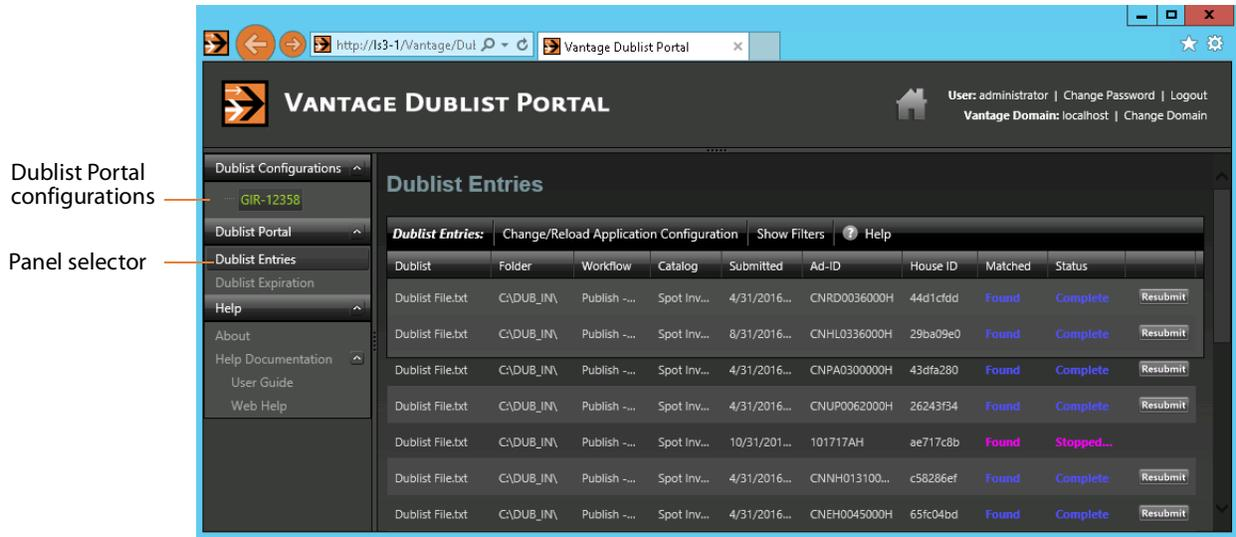 http://ls3-1/Vantage/Dul
Vantage Dublist Portal
VANTAGE DUBLIST PORTAL
User: administrator | Change Password | Logout
Vantage Domain: localhost | Change Domain
Dublist Portal
configurations
Panel selector
Dublist Configurations
GIR-12358
Dublist Portal
Dublist Entries
Dublist Expiration
Help
About
Help Documentation
User Guide
Web Help
Dublist Entries
Dublist Entries: Change/Reload Application Configuration Show Filters ? Help
Dublist Folder Workflow Catalog Submitted Ad-ID House ID Matched Status
Dublist File.txt C:\DUB_IN\ Publish -... Spot Inv... 4/31/2016... CNRD0036000H 44d1cfdd Found Complete Resubmit
Dublist File.txt C:\DUB_IN\ Publish -... Spot Inv... 8/31/2016... CNHL0336000H 29ba09e0 Found Complete Resubmit
Dublist File.txt C:\DUB_IN\ Publish -... Spot Inv... 4/31/2016... CNPA0300000H 43dfa280 Found Complete Resubmit
Dublist File.txt C:\DUB_IN\ Publish -... Spot Inv... 4/31/2016... CNUP0062000H 26243f34 Found Complete Resubmit
Dublist File.txt C:\DUB_IN\ Publish -... Spot Inv... 10/31/201... 101717AH ae717c8b Found Stopped...
Dublist File.txt C:\DUB_IN\ Publish -... Spot Inv... 4/31/2016... CNNH013100... c58286ef Found Complete Resubmit
Dublist File.txt C:\DUB_IN\ Publish -... Spot Inv... 4/31/2016... CNEH0045000H 65fc04bd Found Complete Resubmit